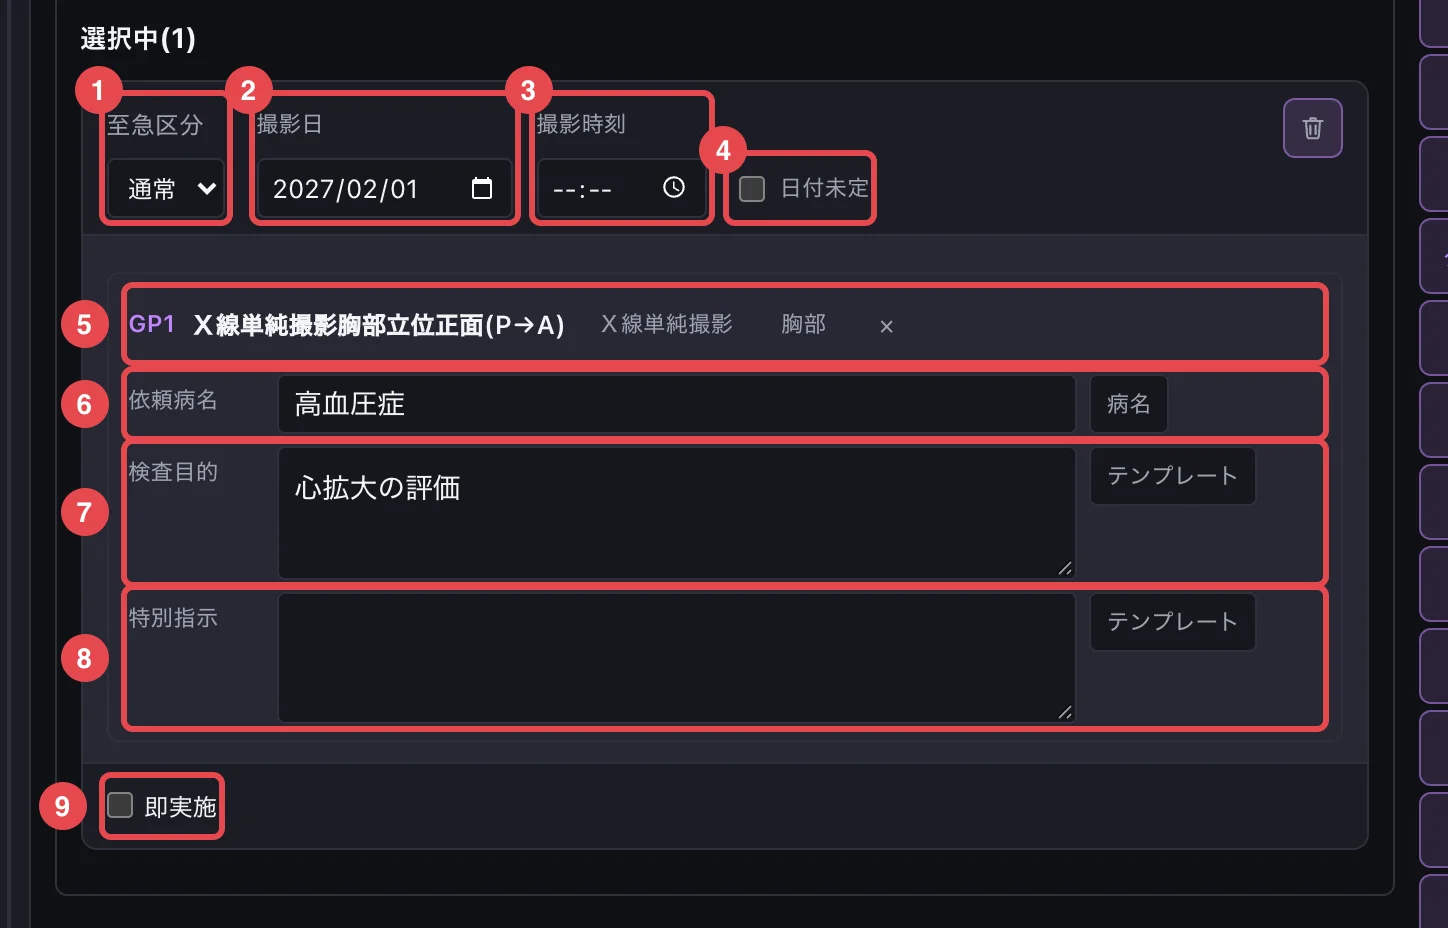 選択中(1)
1 2 3 4
至急区分 撮影日 撮影時刻
通常 2027/02/01 --:-- 日付未定
5 GP1 X線単純撮影胸部立位正面(P→A) X線単純撮影 胸部 ×
6 依頼病名 高血圧症 病名
7 検査目的 心拡大の評価 テンプレート
8 特別指示 テンプレート
9 即実施